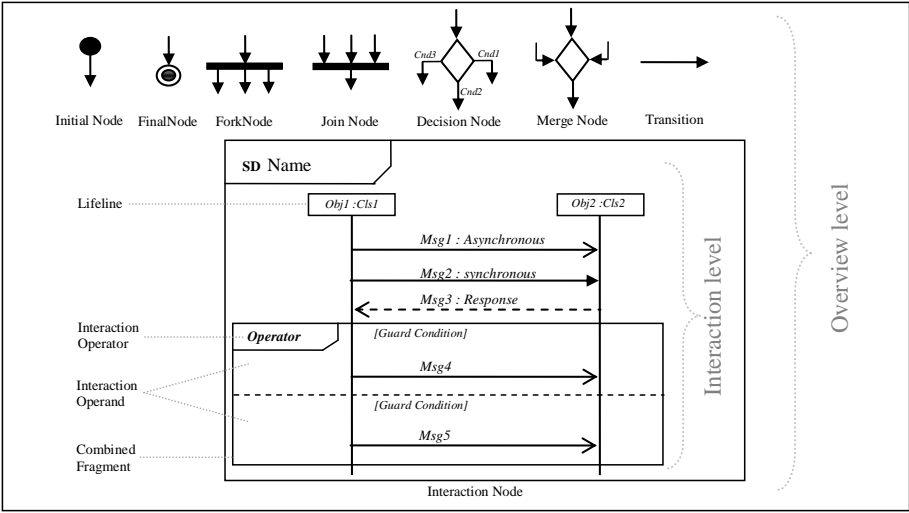 Cnd3
Cnd1
Cnd2
Initial Node
FinalNode
ForkNode
Join Node
Decision Node
Merge Node
Transition
SD Name
Lifeline
Obj1 :Cls1
Obj2 :Cls2
Msg1 : Asynchronous
Msg2 : synchronous
Msg3 : Response
Interaction
Operator
Operator
[Guard Condition]
Msg4
Interaction
Operand
[Guard Condition]
Msg5
Combined
Fragment
Interaction Node
Interaction level
Overview level